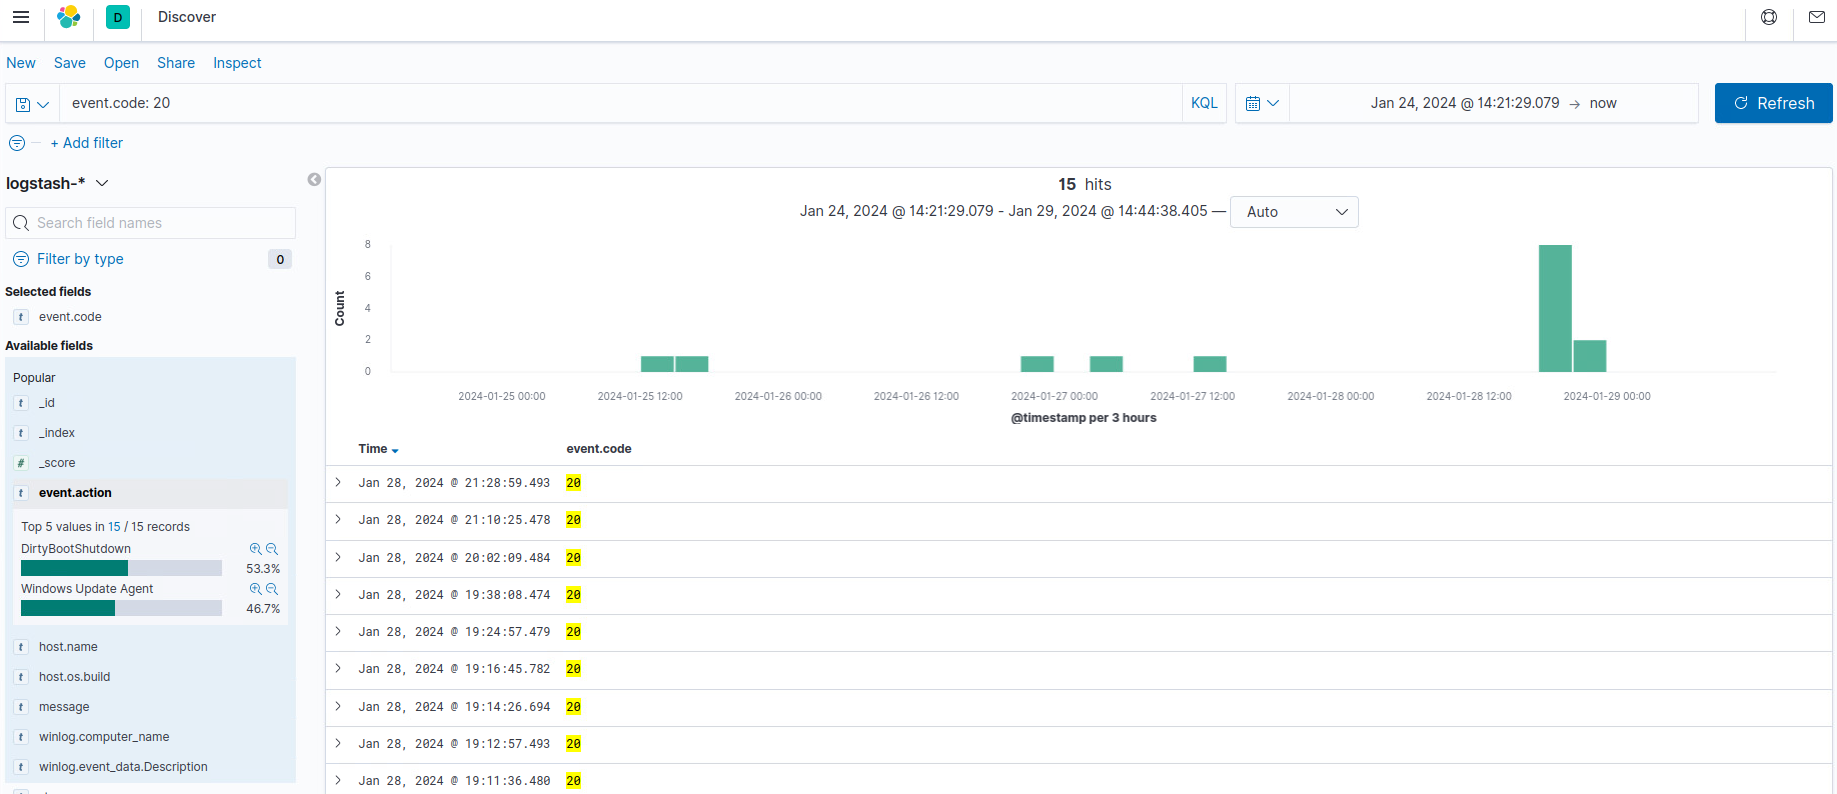 D Discover
New Save Open Share Inspect
event.code: 20 KQL Jan 24, 2024 @ 14:21:29.079 → now Refresh
+ Add filter
logstash-*
Search field names
Filter by type 0
Selected fields
t event.code
Available fields
Popular
t _id
t _index
# _score
t event.action
Top 5 values in 15 / 15 records
DirtyBootShutdown
53.3%
Windows Update Agent
46.7%
t host.name
t host.os.build
t message
t winlog.computer_name
t winlog.event_data.Description
15 hits
Jan 24, 2024 @ 14:21:29.079 - Jan 29, 2024 @ 14:44:38.405 — Auto
Count
8
6
4
2
0
2024-01-25 00:00 2024-01-25 12:00 2024-01-26 00:00 2024-01-26 12:00 2024-01-27 00:00 2024-01-27 12:00 2024-01-28 00:00 2024-01-28 12:00 2024-01-29 00:00
@timestamp per 3 hours
Time event.code
Jan 28, 2024 @ 21:28:59.493 20
Jan 28, 2024 @ 21:10:25.478 20
Jan 28, 2024 @ 20:02:09.484 20
Jan 28, 2024 @ 19:38:08.474 20
Jan 28, 2024 @ 19:24:57.479 20
Jan 28, 2024 @ 19:16:45.782 20
Jan 28, 2024 @ 19:14:26.694 20
Jan 28, 2024 @ 19:12:57.493 20
Jan 28, 2024 @ 19:11:36.480 20